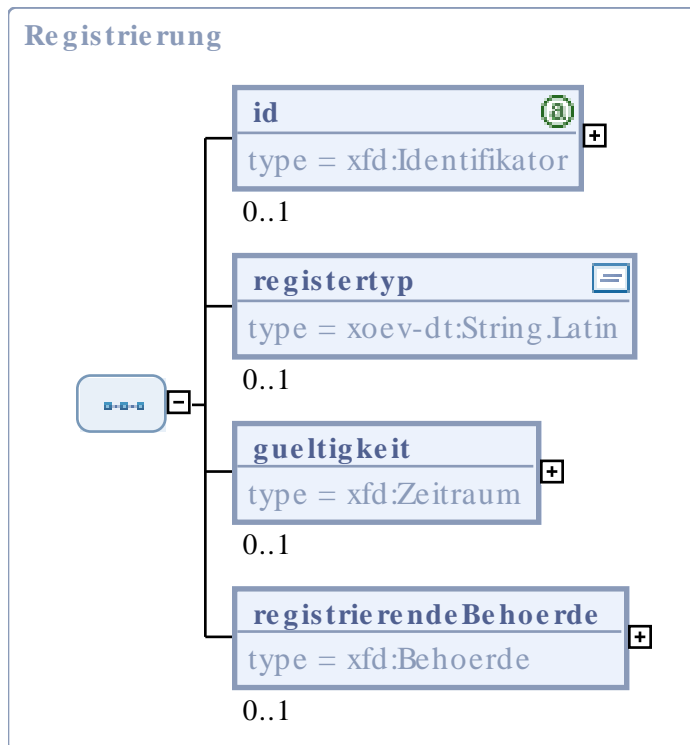 Registrierung
id
type = xfd:Identifikator
0..1
registertyp
type = xoev-dt:String.Latin
0..1
gueltigkeit
type = xfd:Zeitraum
0..1
registrierendeBehoerde
type = xfd:Behoerde
0..1